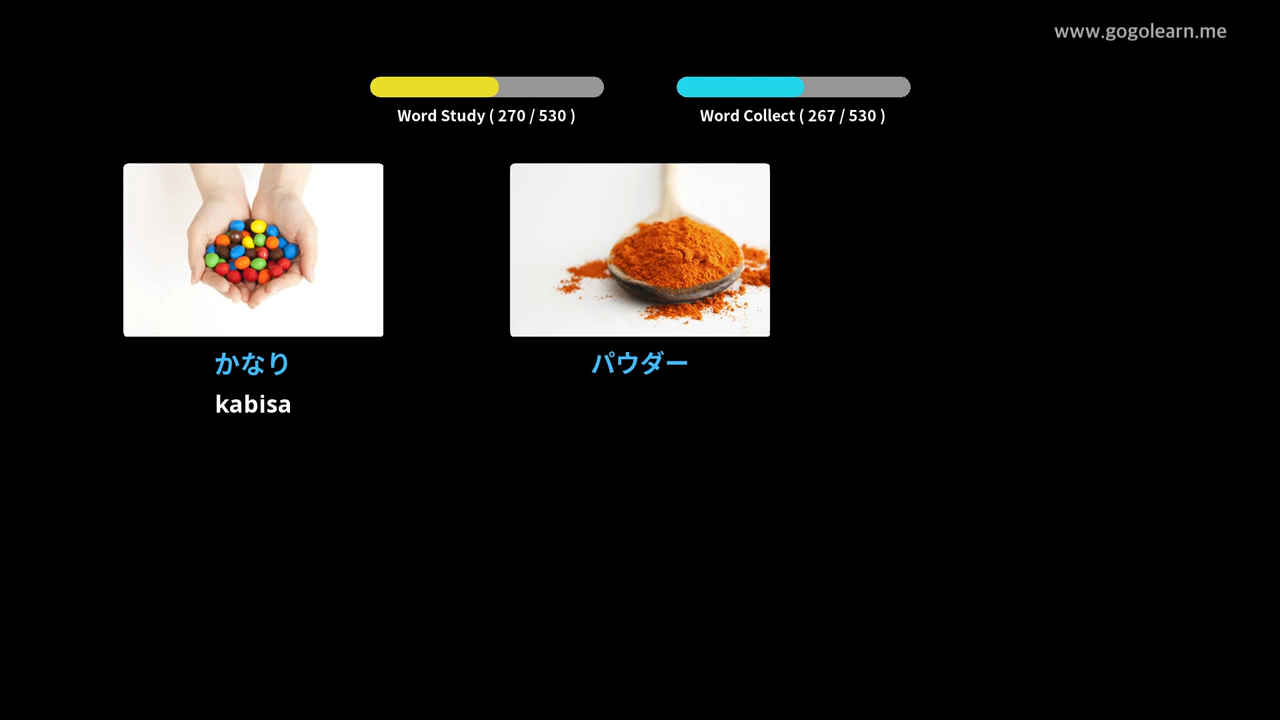 www.gogolearn.me
Word Study ( 270 / 530 )
Word Collect ( 267 / 530 )
かなり
パウダー
kabisa